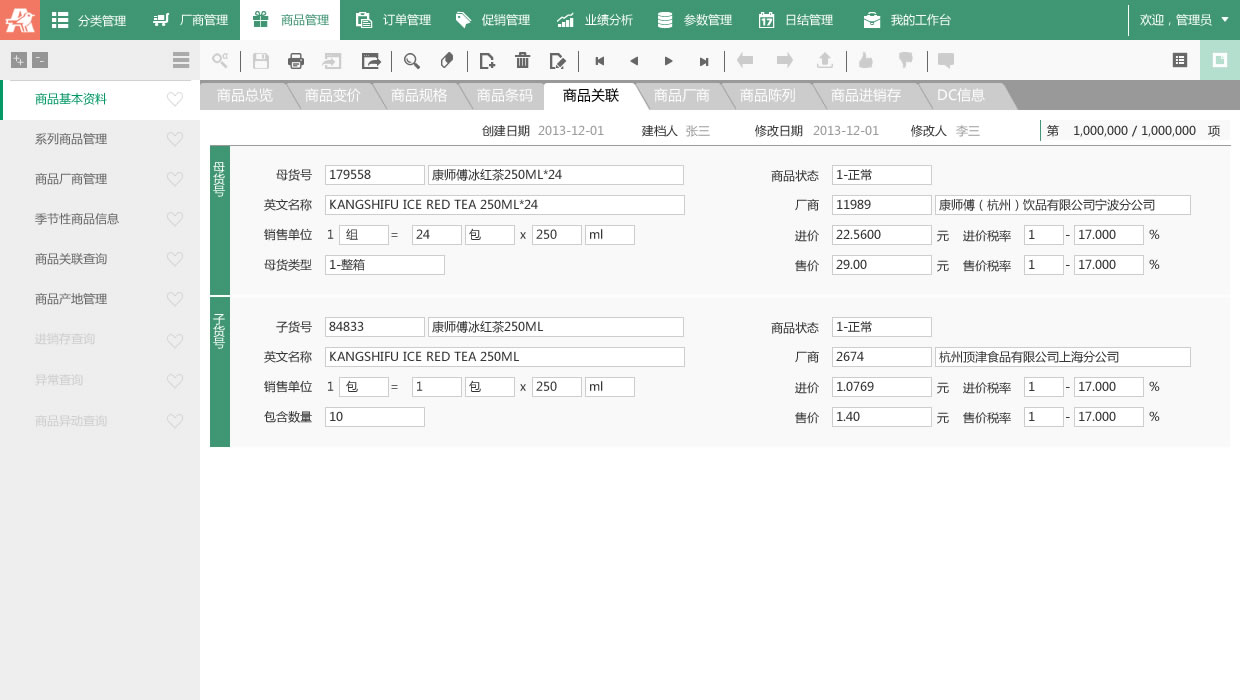 分类管理 厂商管理 商品管理 订单管理 促销管理 业绩分析 参数管理 17 日结管理 我的工作台 欢迎，管理员
商品基本资料
系列商品管理
商品厂商管理
季节性商品信息
商品关联查询
商品产地管理
进销存查询
异常查询
商品异动查询
商品总览 商品变价 商品规格 商品条码 商品关联 商品厂商 商品陈列 商品进销存 DC信息
创建日期 2013-12-01 建档人 张三 修改日期 2013-12-01 修改人 李三 第 1,000,000 / 1,000,000 项
母货号
母货号 179558 康师傅冰红茶250ML*24 商品状态 1-正常
英文名称 KANGSHIFU ICE RED TEA 250ML*24 厂商 11989 康师傅（杭州）饮品有限公司宁波分公司
销售单位 1 组 = 24 包 x 250 ml 进价 22.5600 元 进价税率 1 - 17.000 %
母货类型 1-整箱 售价 29.00 元 售价税率 1 - 17.000 %
子货号
子货号 84833 康师傅冰红茶250ML 商品状态 1-正常
英文名称 KANGSHIFU ICE RED TEA 250ML 厂商 2674 杭州顶津食品有限公司上海分公司
销售单位 1 包 = 1 包 x 250 ml 进价 1.0769 元 进价税率 1 - 17.000 %
包含数量 10 售价 1.40 元 售价税率 1 - 17.000 %